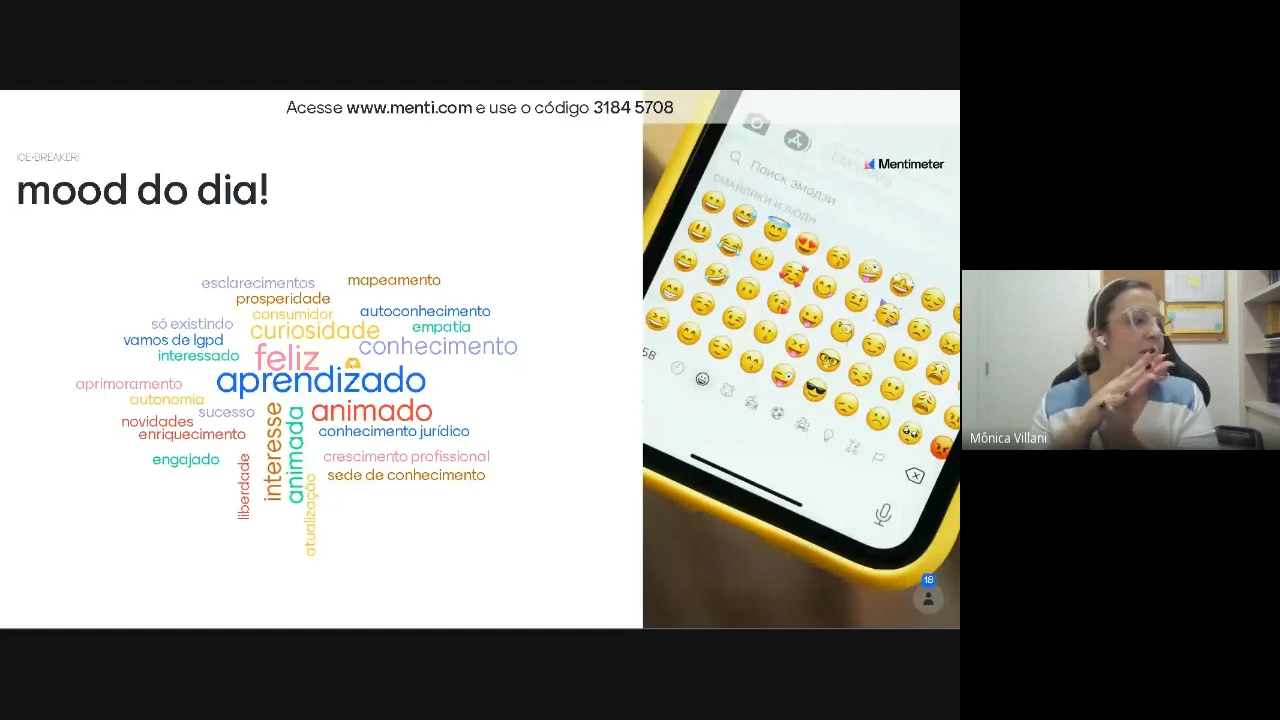 Acesse www.menti.com e use o código 3184 5708
ICE-BREAKER!
mood do dia!
Mentimeter
Поиск эмодзи
СМАЙЛИКИ И ЛЮДИ
esclarecimentos
mapeamento
prosperidade
consumidor
autoconhecimento
só existindo
curiosidade
empatia
vamos de lgpd
conhecimento
interessado
feliz
aprendizado
aprimoramento
autonomia
sucesso
animado
novidades
enriquecimento
interesse
animada
conhecimento jurídico
engajado
liberdade
crescimento profissional
sede de conhecimento
atualização
18
Mônica Villani